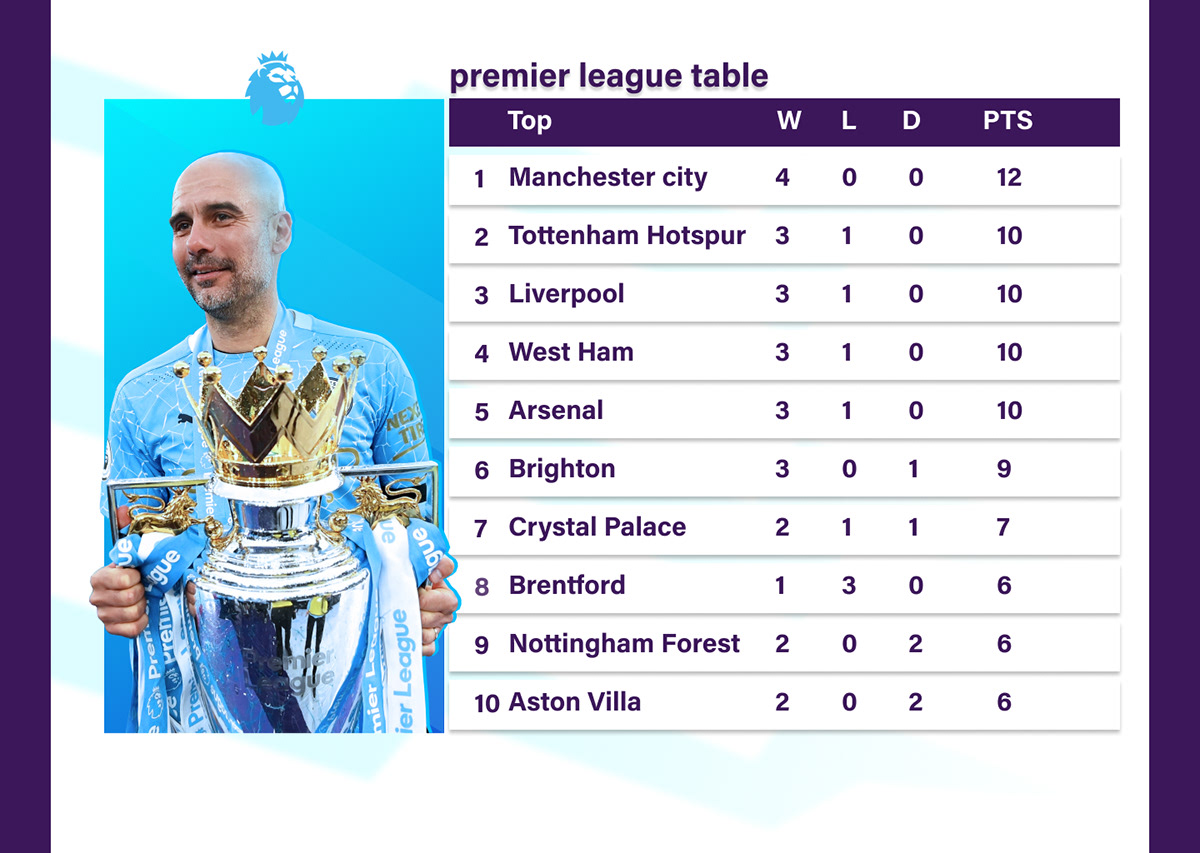 premier league table
Top W L D PTS
1 Manchester city 4 0 0 12
2 Tottenham Hotspur 3 1 0 10
3 Liverpool 3 1 0 10
4 West Ham 3 1 0 10
5 Arsenal 3 1 0 10
6 Brighton 3 0 1 9
7 Crystal Palace 2 1 1 7
8 Brentford 1 3 0 6
9 Nottingham Forest 2 0 2 6
10 Aston Villa 2 0 2 6
League
Premier
League
ier League